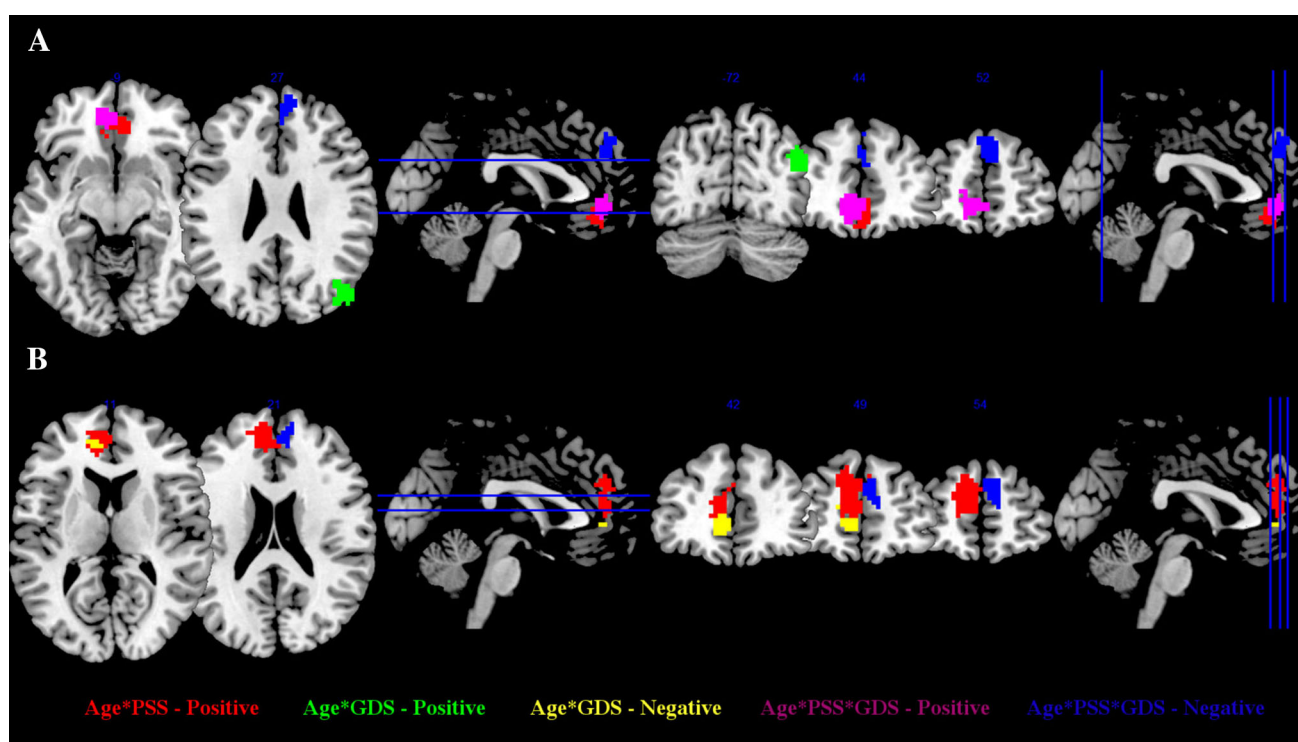 A
9 27 -72 44 52
B
11 21 42 49 54
Age*PSS - Positive Age*GDS - Positive Age*GDS - Negative Age*PSS*GDS - Positive Age*PSS*GDS - Negative